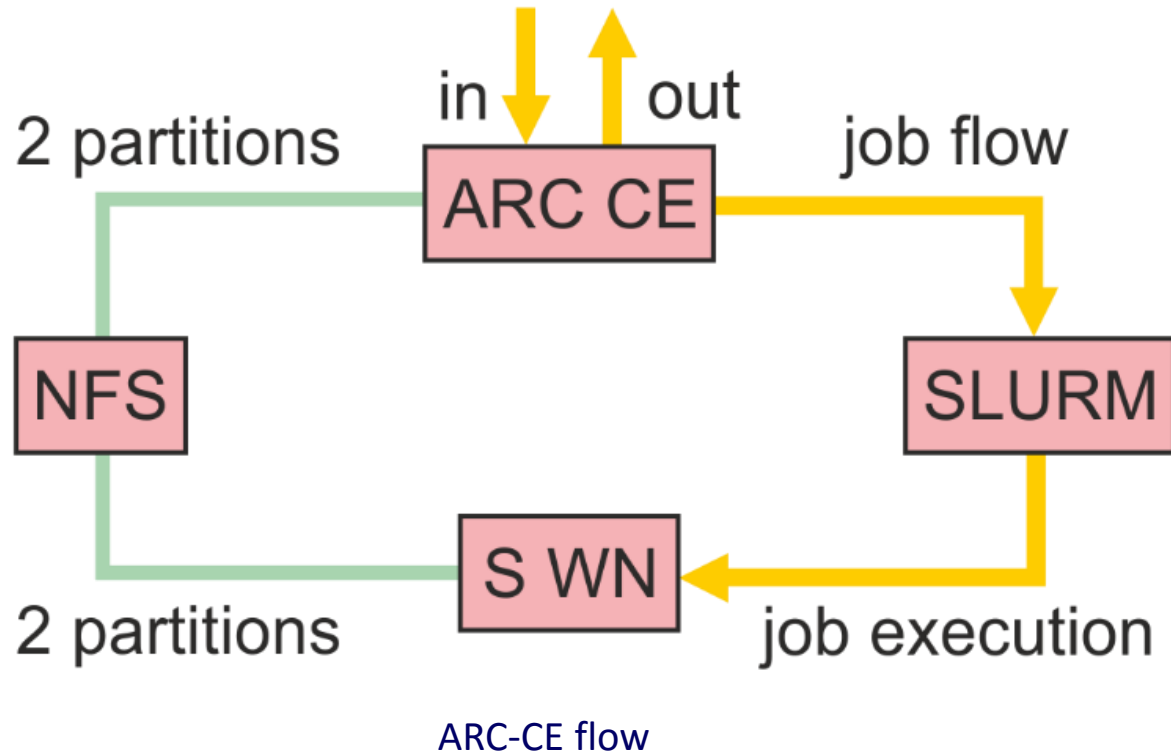 in
out
2 partitions
job flow
ARC CE
NFS
SLURM
S WN
2 partitions
job execution
ARC-CE flow